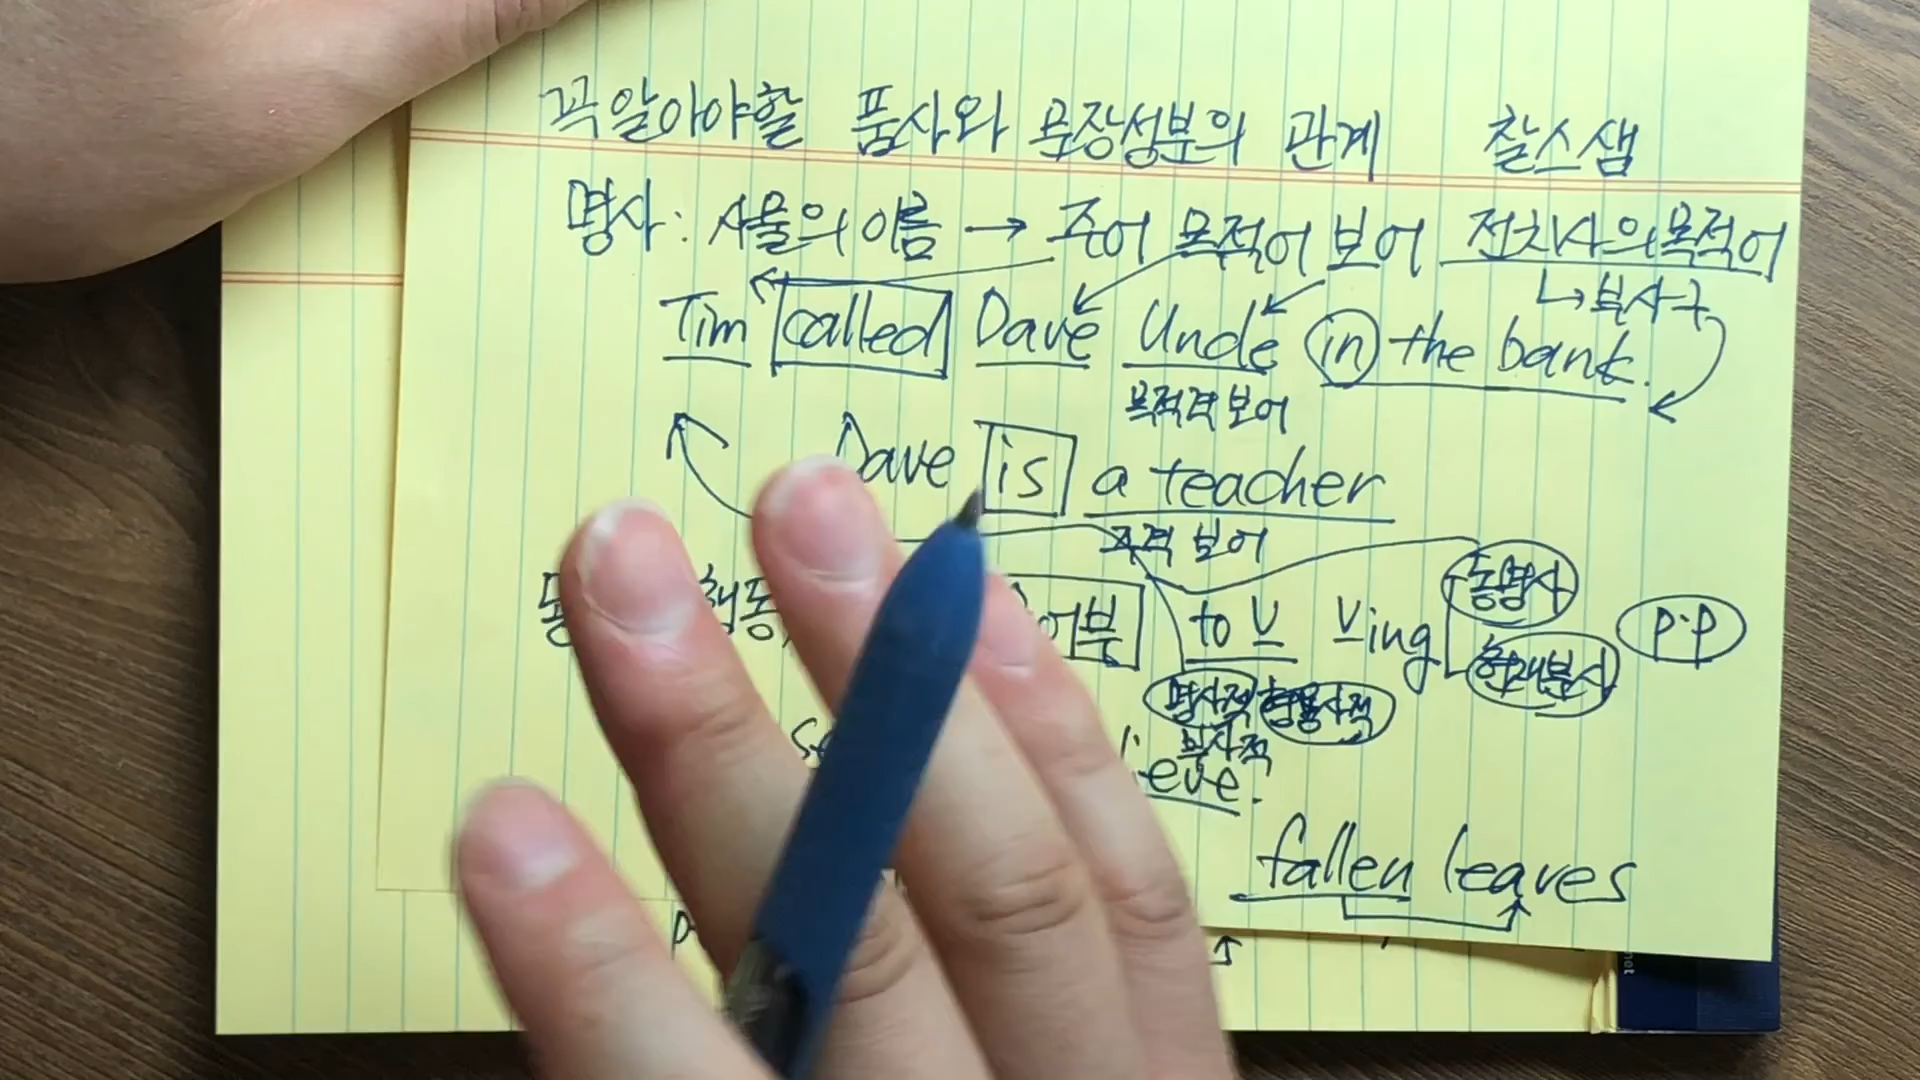 꼭 알아야할 품사와 문장성분의 관계 찰스샘
명사: 사물의 이름 → 주어 목적어 보어 전치사의 목적어
↳ 부사구
Tim called Dave Uncle in the bank.
목적격 보어
Dave is a teacher
주격 보어
to V Ving 동명사 현재분사 P.P
명사적 형용사적
부사적
fallen leaves